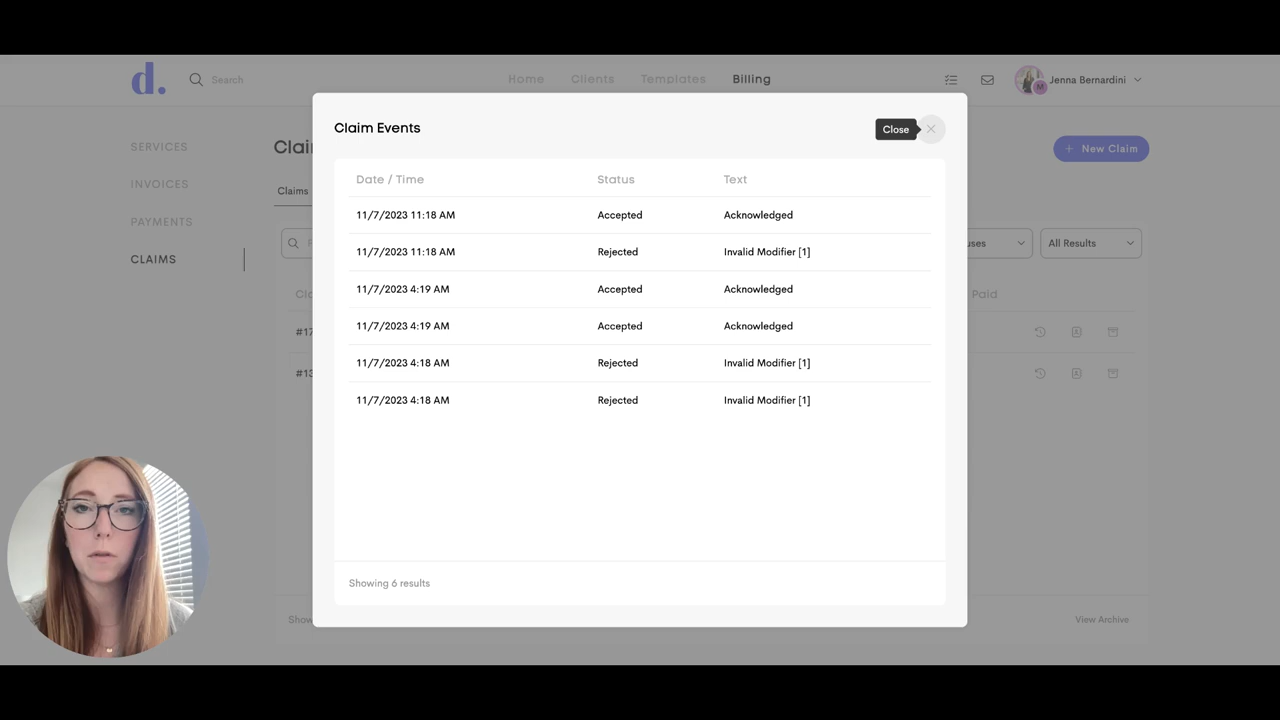 d.
Search
Home
Clients
Templates
Billing
M
Jenna Bernardini
SERVICES
INVOICES
PAYMENTS
CLAIMS
Claims
+ New Claim
All Results
Paid
#17
#13
View Archive
Claim Events
Close
Date / Time Status Text
11/7/2023 11:18 AM Accepted Acknowledged
11/7/2023 11:18 AM Rejected Invalid Modifier [1]
11/7/2023 4:19 AM Accepted Acknowledged
11/7/2023 4:19 AM Accepted Acknowledged
11/7/2023 4:18 AM Rejected Invalid Modifier [1]
11/7/2023 4:18 AM Rejected Invalid Modifier [1]
Showing 6 results